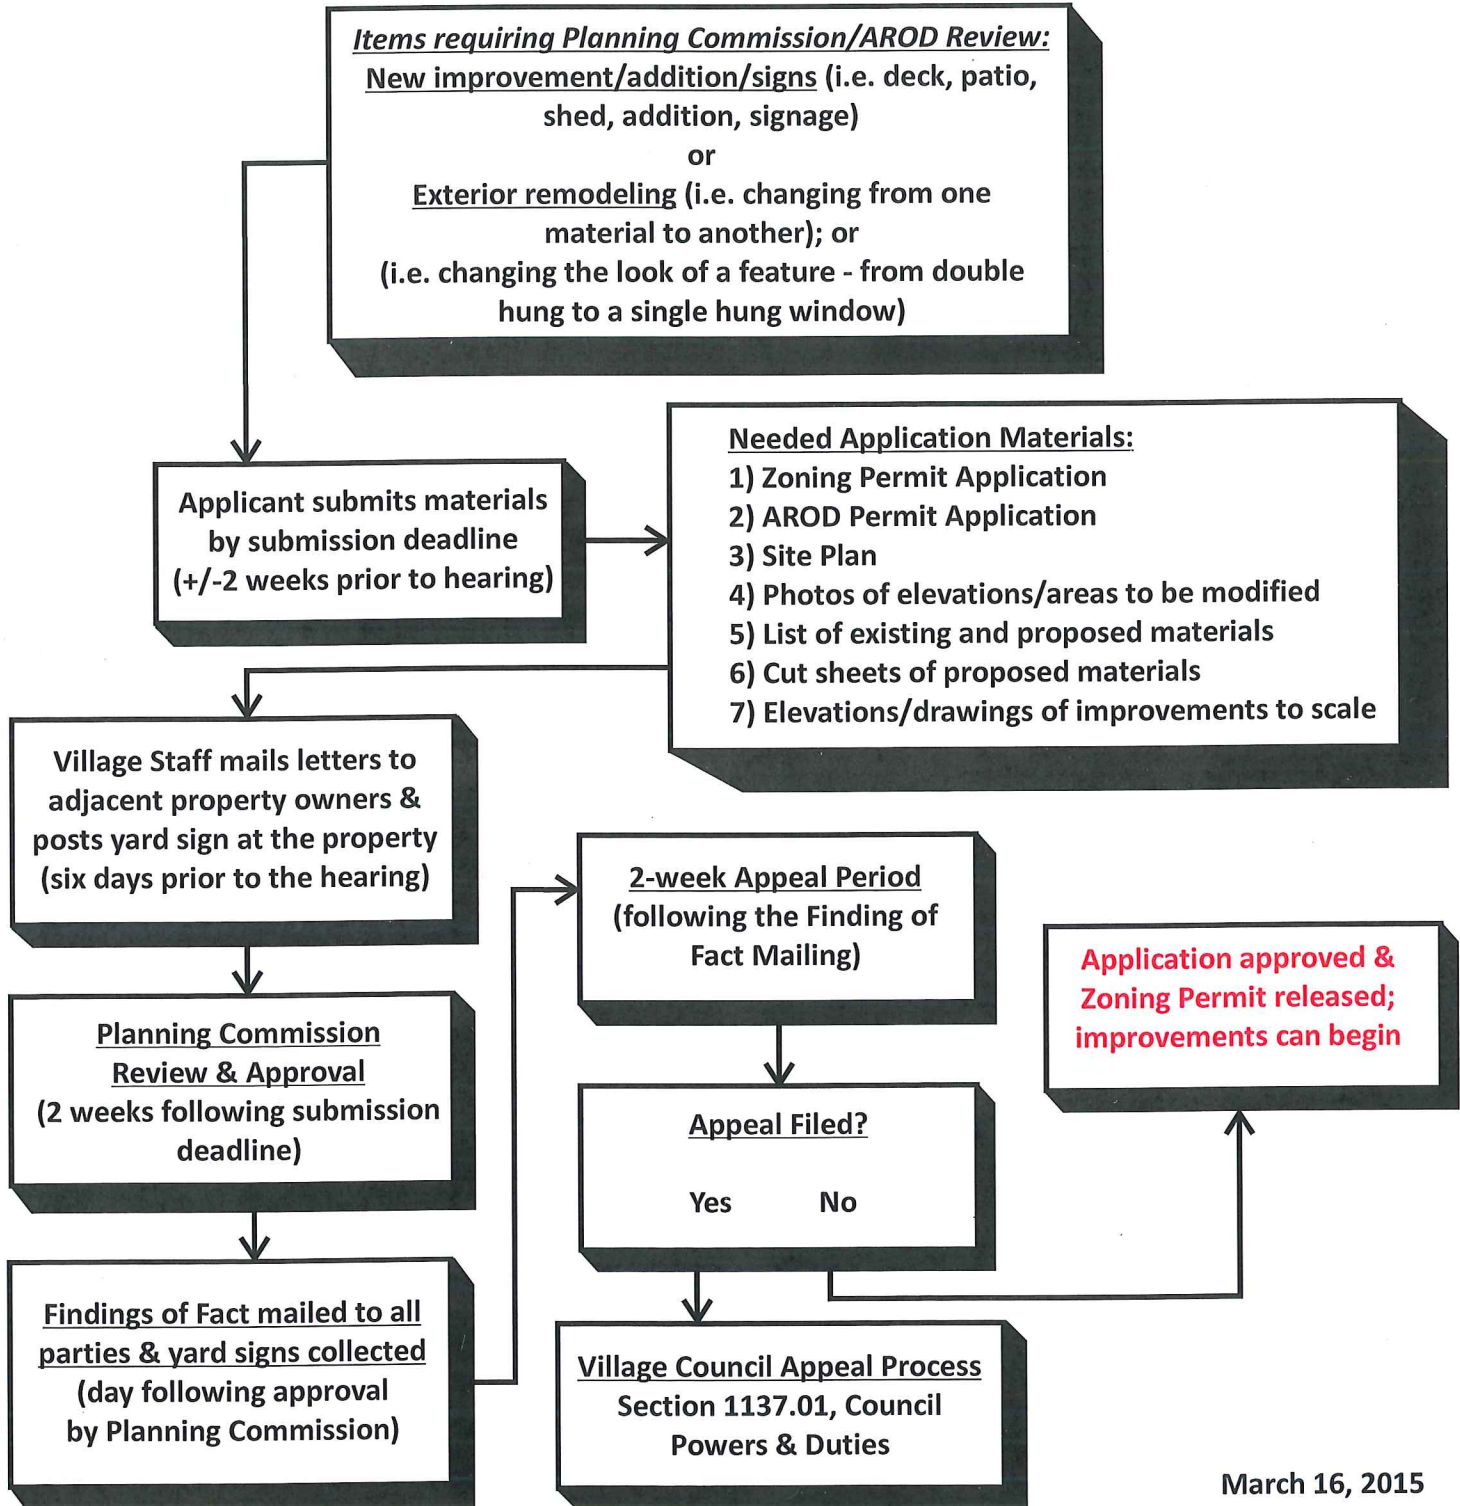 Items requiring Planning Commission/AROD Review:
New improvement/addition/signs (i.e. deck, patio,
shed, addition, signage)
or
Exterior remodeling (i.e. changing from one
material to another); or
(i.e. changing the look of a feature - from double
hung to a single hung window)
Applicant submits materials
by submission deadline
(+/-2 weeks prior to hearing)
Needed Application Materials:
1) Zoning Permit Application
2) AROD Permit Application
3) Site Plan
4) Photos of elevations/areas to be modified
5) List of existing and proposed materials
6) Cut sheets of proposed materials
7) Elevations/drawings of improvements to scale
Village Staff mails letters to
adjacent property owners &
posts yard sign at the property
(six days prior to the hearing)
Planning Commission
Review & Approval
(2 weeks following submission
deadline)
Findings of Fact mailed to all
parties & yard signs collected
(day following approval
by Planning Commission)
2-week Appeal Period
(following the Finding of
Fact Mailing)
Appeal Filed?
Yes No
Village Council Appeal Process
Section 1137.01, Council
Powers & Duties
Application approved &
Zoning Permit released;
improvements can begin
March 16, 2015